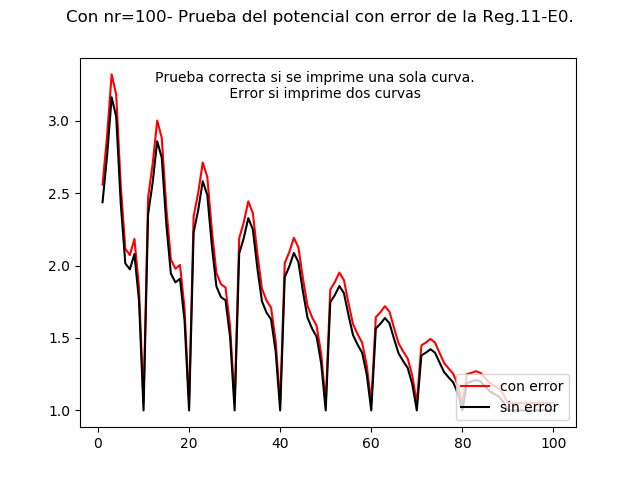 Con nr=100- Prueba del potencial con error de la Reg.11-E0.
Prueba correcta si se imprime una sola curva.
Error si imprime dos curvas
3.0
2.5
2.0
1.5
1.0
con error
sin error
0 20 40 60 80 100